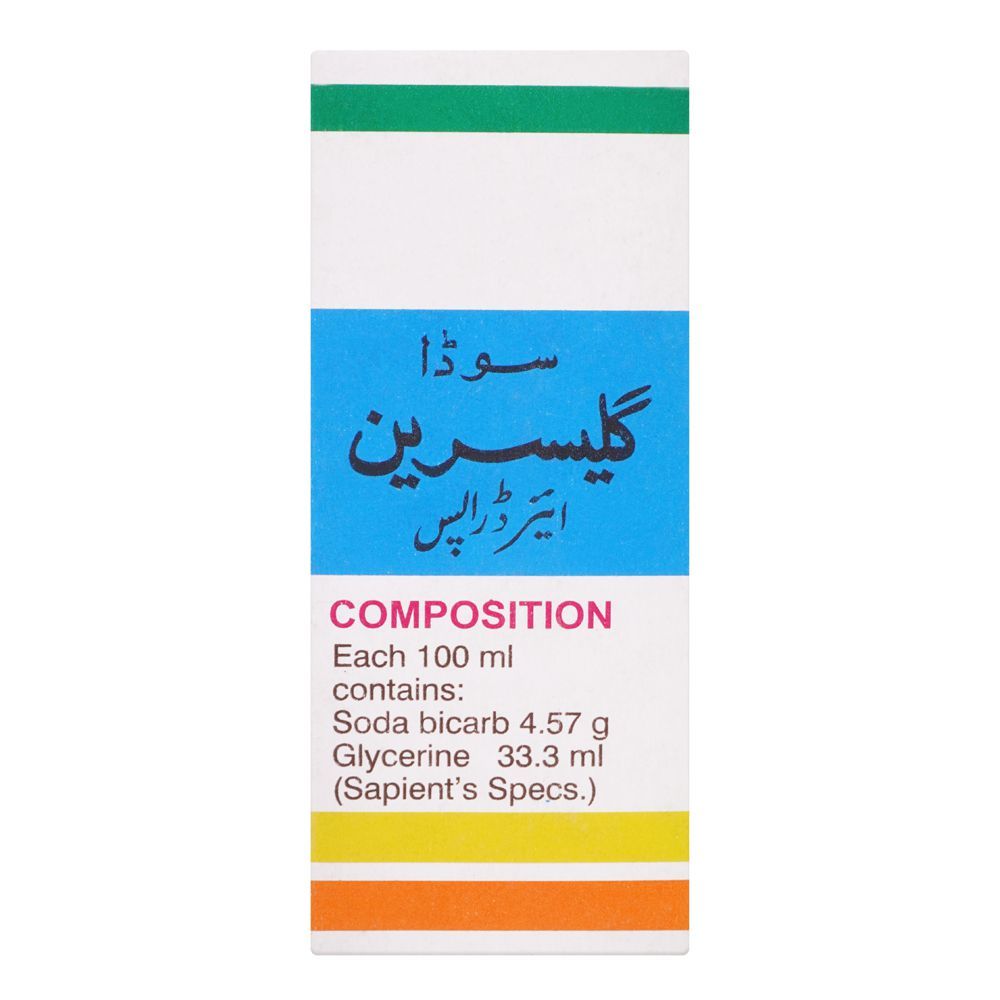 سوڈا
گلیسرین
ایئر ڈراپس
COMPOSITION
Each 100 ml
contains:
Soda bicarb 4.57 g
Glycerine 33.3 ml
(Sapient's Specs.)